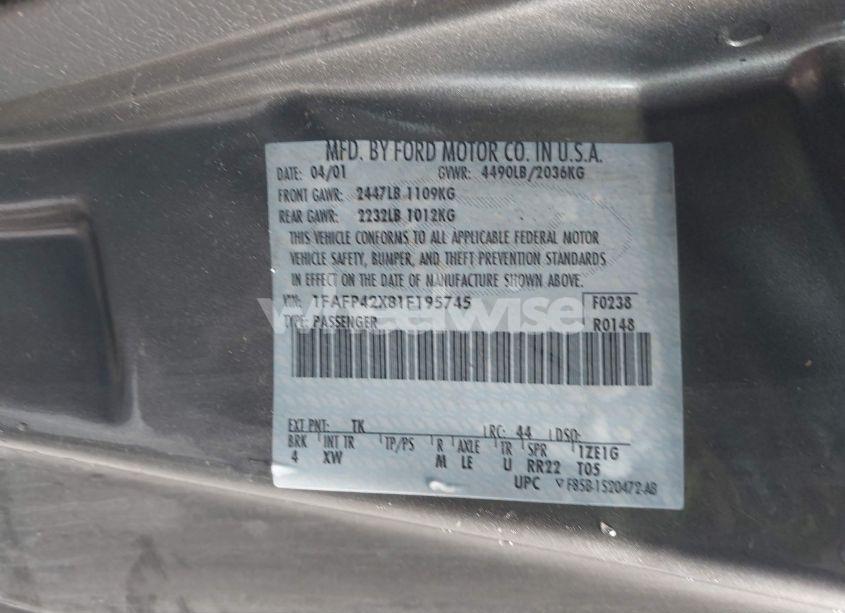 MFD. BY FORD MOTOR CO. IN U.S.A.
DATE: 04/01 GVWR: 4490LB/2036KG
FRONT GAWR: 2447LB 1109KG
REAR GAWR: 2232LB 1012KG
THIS VEHICLE CONFORMS TO ALL APPLICABLE FEDERAL MOTOR
VEHICLE SAFETY, BUMPER, AND THEFT PREVENTION STANDARDS
IN EFFECT ON THE DATE OF MANUFACTURE SHOWN ABOVE.
VIN: 1FAFP42X81F195745 F0238
wheelwise
TYPE: PASSENGER R0148
EXT PNT: TK RC: 44 DSO:
BRK INT TR TP/PS R AXLE TR SPR 1ZE1G
4 XW M LE U RR22 T05
UPC F85B-1520472-AB